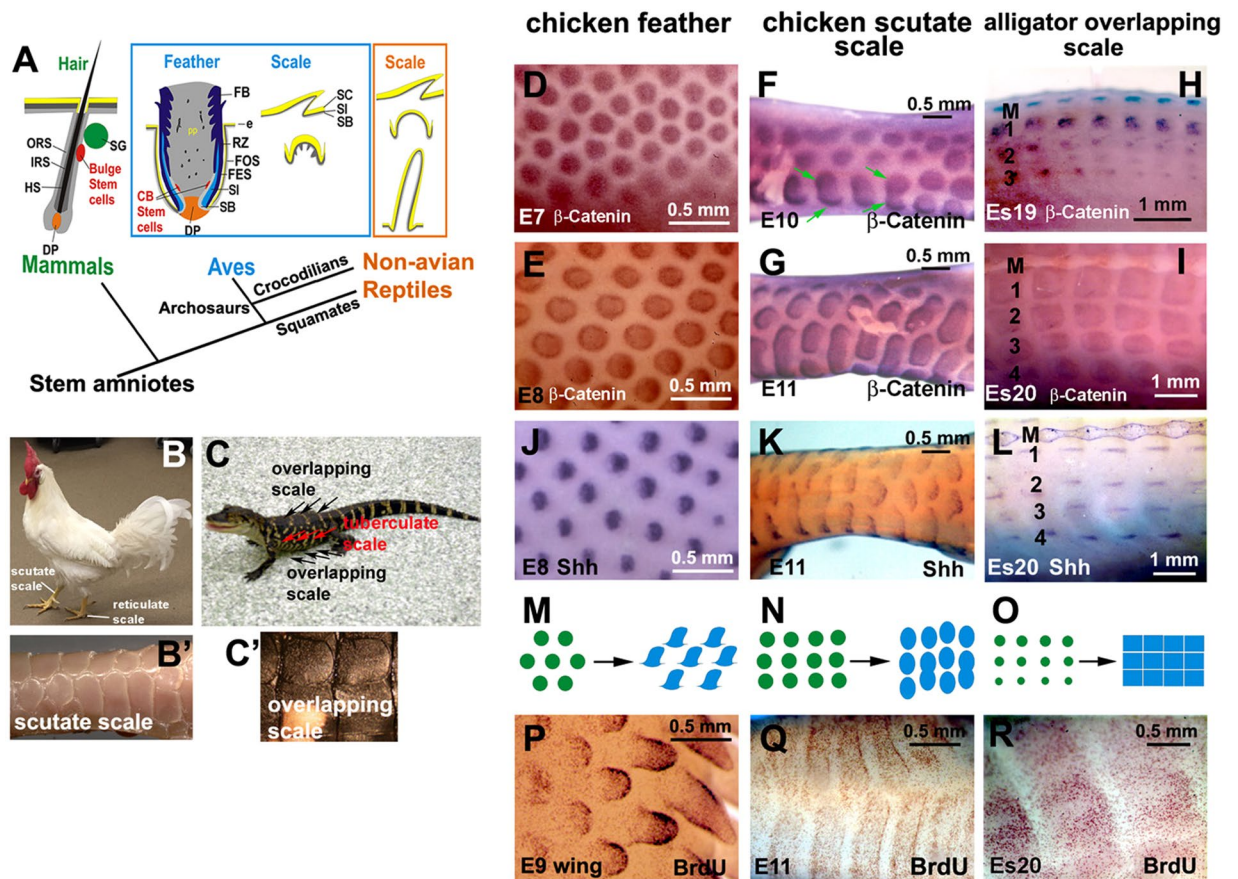 chicken feather
chicken scutate
scale
alligator overlapping
scale
A
Hair
Feather
Scale
Scale
FB
pp
e
SC
SI
SB
ORS
IRS
HS
SG
Bulge
Stem
cells
CB
Stem
cells
RZ
FOS
FES
SI
SB
DP
DP
Mammals
Aves
Crocodilians
Non-avian
Reptiles
Archosaurs
Squamates
Stem amniotes
B
scutate
scale
reticulate
scale
C
overlapping
scale
tuberculate
scale
overlapping
scale
B'
scutate scale
C'
overlapping
scale
D
E7 β-Catenin
0.5 mm
F
0.5 mm
E10
β-Catenin
H
M
1
2
3
Es19 β-Catenin
1 mm
E
E8 β-Catenin
0.5 mm
G
0.5 mm
E11
β-Catenin
I
M
1
2
3
4
Es20 β-Catenin
1 mm
J
E8 Shh
0.5 mm
K
0.5 mm
E11
Shh
L
M
1
2
3
4
Es20 Shh
1 mm
M
N
O
P
0.5 mm
E9 wing
BrdU
Q
0.5 mm
E11
BrdU
R
0.5 mm
Es20
BrdU